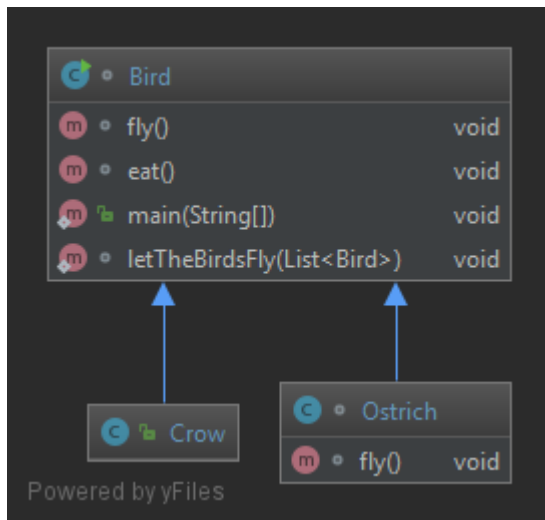 Bird
fly() void
eat() void
main(String[]) void
letTheBirdsFly(List<Bird>) void
Crow
Ostrich
fly() void
Powered by yFiles